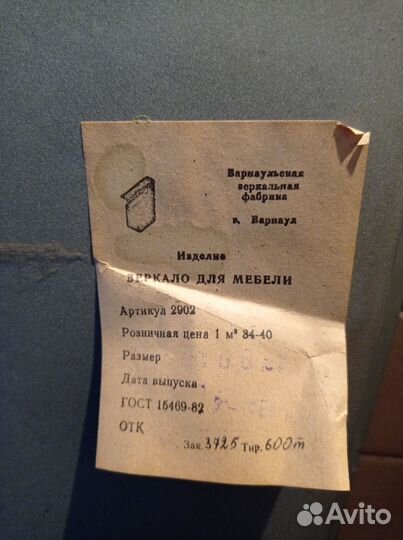 Барнаульская
зеркальная
фабрика
г. Барнаул
Изделие
ЗЕРКАЛО ДЛЯ МЕБЕЛИ
Артикул 2902
Розничная цена 1 м² 34-40
Размер
Дата выпуска
ГОСТ 15469-82
ОТК
Зак. 3425 Тир. 600т
Avito